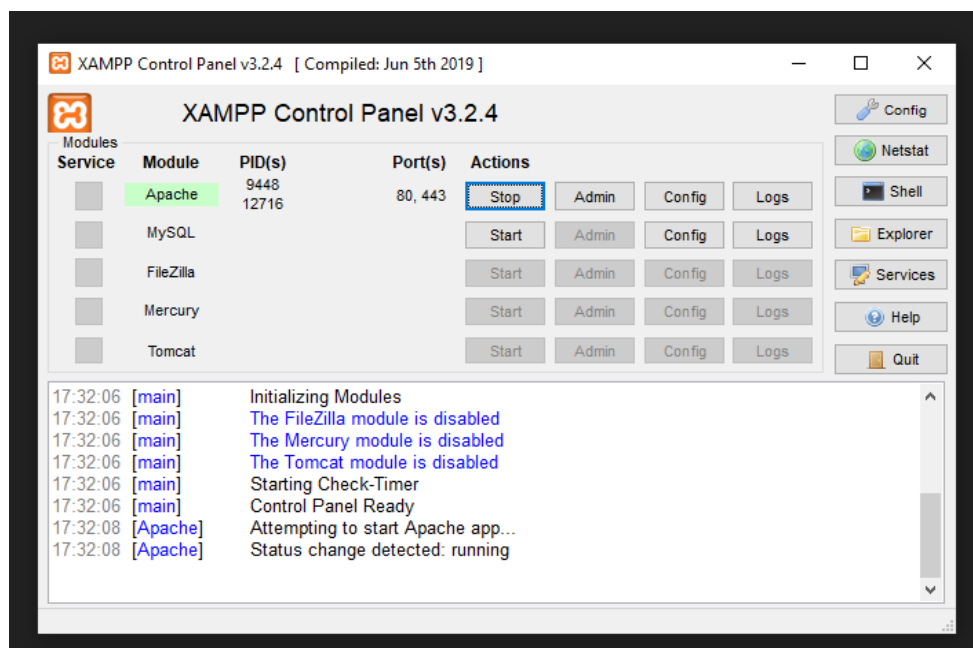 XAMPP Control Panel v3.2.4 [ Compiled: Jun 5th 2019 ]
XAMPP Control Panel v3.2.4
Config
Modules
Service Module PID(s) Port(s) Actions
Netstat
Apache 9448 12716 80, 443 Stop Admin Config Logs
Shell
MySQL Start Admin Config Logs
Explorer
FileZilla Start Admin Config Logs
Services
Mercury Start Admin Config Logs
Help
Tomcat Start Admin Config Logs
Quit
17:32:06 [main] Initializing Modules
17:32:06 [main] The FileZilla module is disabled
17:32:06 [main] The Mercury module is disabled
17:32:06 [main] The Tomcat module is disabled
17:32:06 [main] Starting Check-Timer
17:32:06 [main] Control Panel Ready
17:32:08 [Apache] Attempting to start Apache app...
17:32:08 [Apache] Status change detected: running